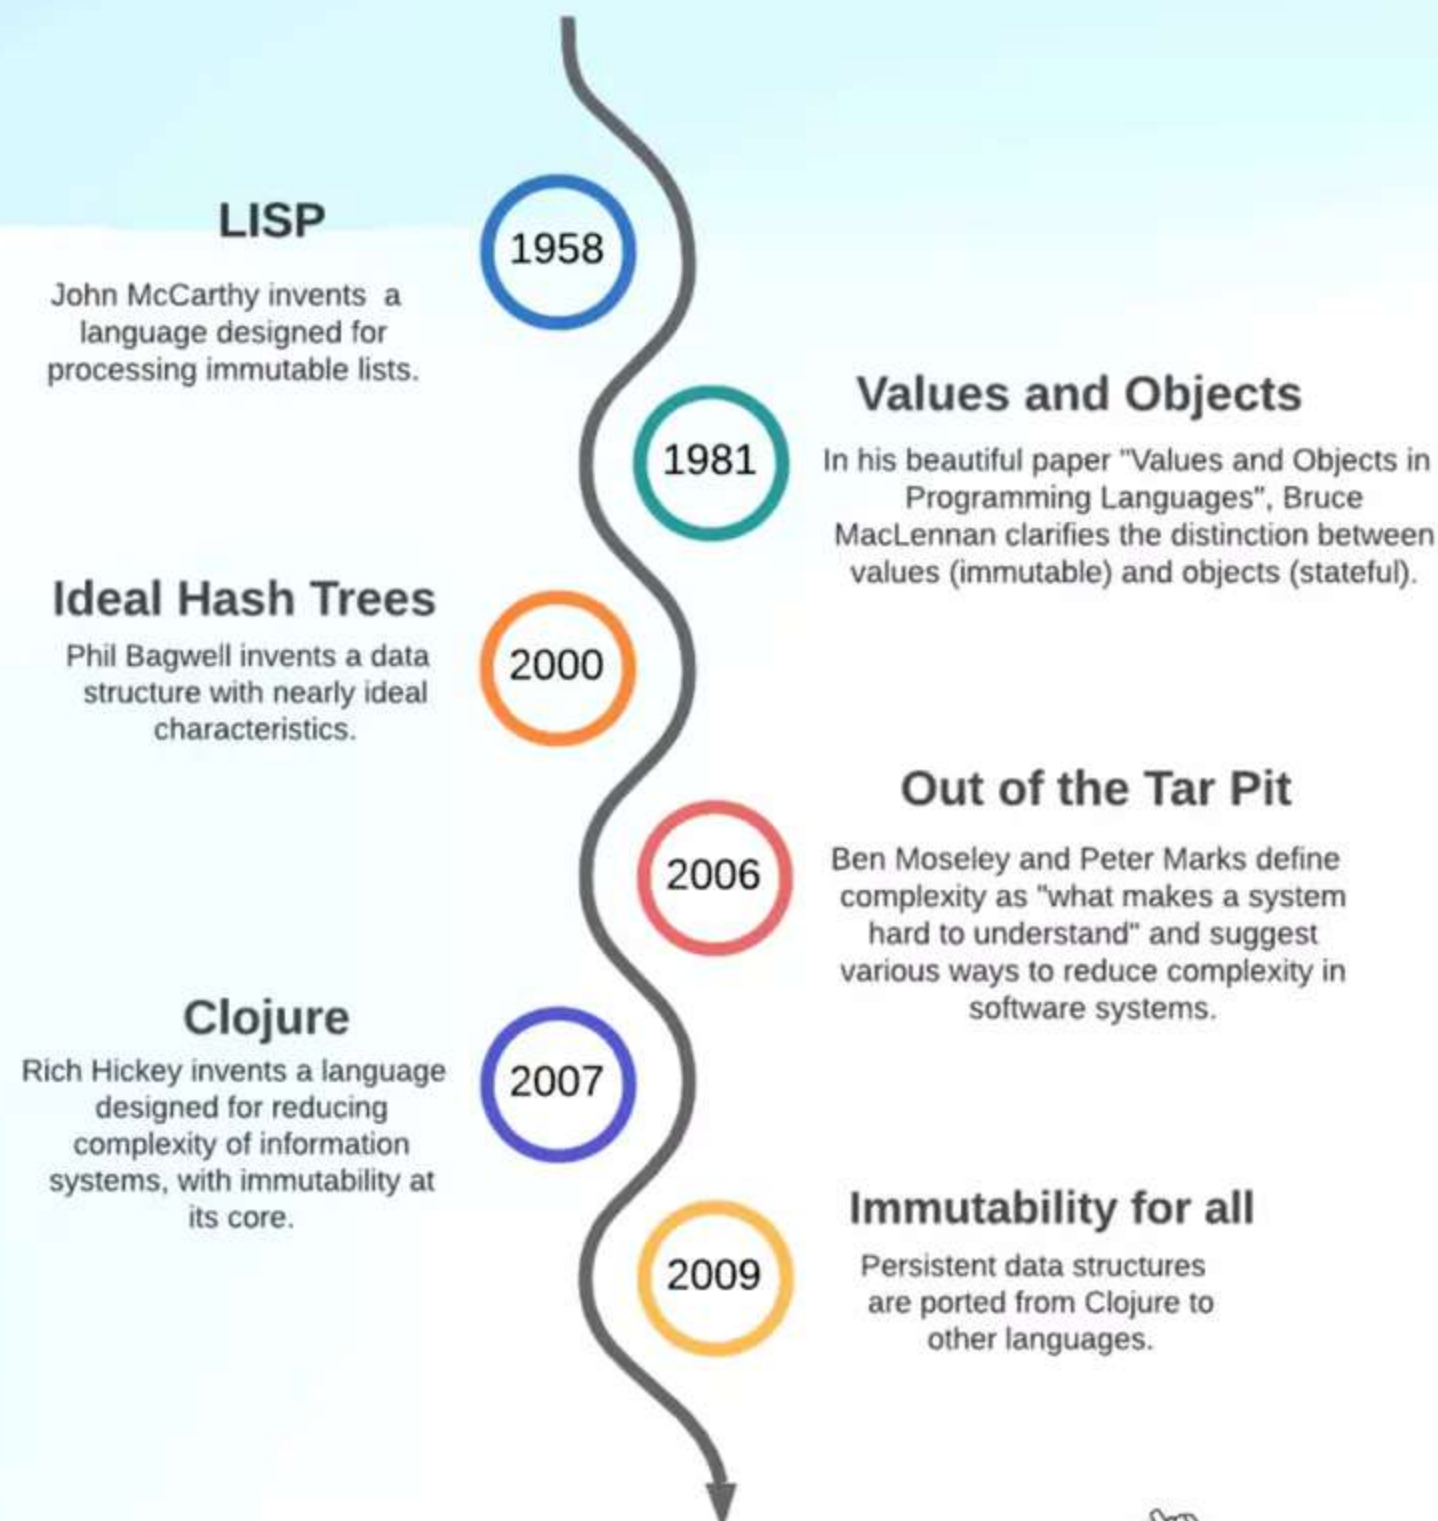 LISP
1958
John McCarthy invents  a
language designed for
processing immutable lists.
Values and Objects
1981
In his beautiful paper "Values and Objects in
Programming Languages", Bruce
MacLennan clarifies the distinction between
values (immutable) and objects (stateful).
Ideal Hash Trees
2000
Phil Bagwell invents a data
structure with nearly ideal
characteristics.
Out of the Tar Pit
2006
Ben Moseley and Peter Marks define
complexity as "what makes a system
hard to understand" and suggest
various ways to reduce complexity in
software systems.
Clojure
2007
Rich Hickey invents a language
designed for reducing
complexity of information
systems, with immutability at
its core.
Immutability for all
2009
Persistent data structures
are ported from Clojure to
other languages.